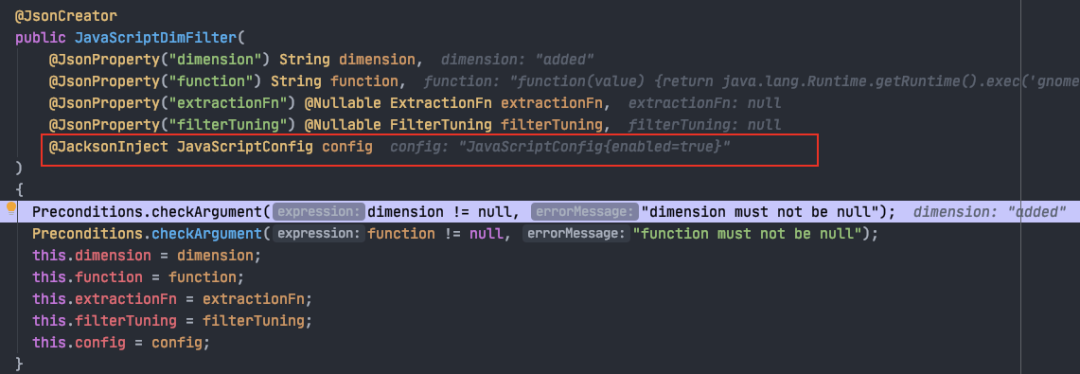 @JsonCreator
public JavaScriptDimFilter(
@JsonProperty("dimension") String dimension, dimension: "added"
@JsonProperty("function") String function, function: "function(value) {return java.lang.Runtime.getRuntime().exec('gnome
@JsonProperty("extractionFn") @Nullable ExtractionFn extractionFn, extractionFn: null
@JsonProperty("filterTuning") @Nullable FilterTuning filterTuning, filterTuning: null
@JacksonInject JavaScriptConfig config config: "JavaScriptConfig{enabled=true}"
)
{
Preconditions.checkArgument( expression: dimension != null, errorMessage: "dimension must not be null"); dimension: "added"
Preconditions.checkArgument( expression: function != null, errorMessage: "function must not be null");
this.dimension = dimension;
this.function = function;
this.extractionFn = extractionFn;
this.filterTuning = filterTuning;
this.config = config;
}